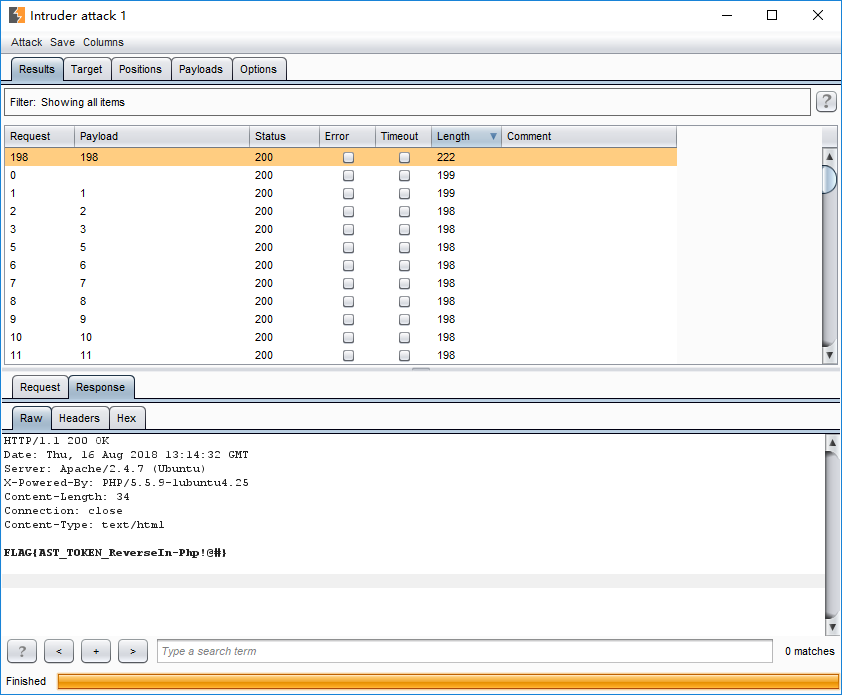 Intruder attack 1
Attack Save Columns
Results Target Positions Payloads Options
Filter: Showing all items ?
Request Payload Status Error Timeout Length Comment
198 198 200 222
0 200 199
1 1 200 199
2 2 200 198
3 3 200 198
5 5 200 198
6 6 200 198
7 7 200 198
8 8 200 198
9 9 200 198
10 10 200 198
11 11 200 198
Request Response
Raw Headers Hex
HTTP/1.1 200 OK
Date: Thu, 16 Aug 2018 13:14:32 GMT
Server: Apache/2.4.7 (Ubuntu)
X-Powered-By: PHP/5.5.9-1ubuntu4.25
Content-Length: 34
Connection: close
Content-Type: text/html
FLAG{AST_TOKEN_ReverseIn-Php!@#}
? < + > Type a search term 0 matches
Finished